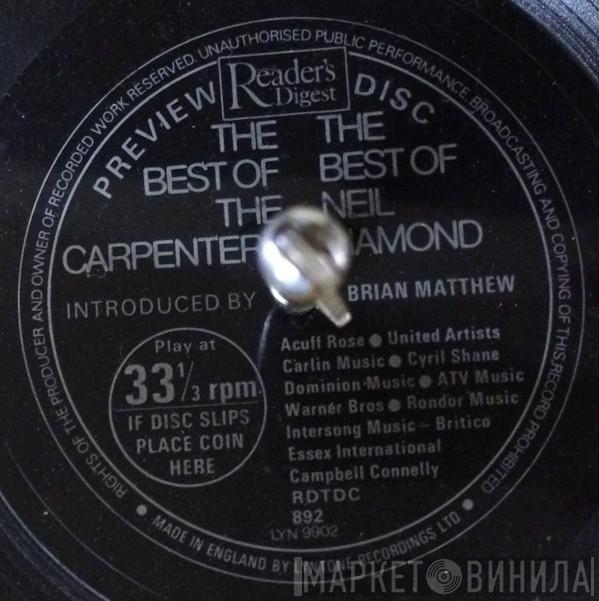 RIGHTS OF THE PRODUCER AND OWNER OF RECORDED WORK RESERVED. UNAUTHORISED PUBLIC PERFORMANCE, BROADCASTING AND COPYING OF THIS RECORD PROHIBITED
PREVIEW Reader's Digest DISC
THE
BEST OF
THE
CARPENTER
THE
BEST OF
NEIL
AMOND
INTRODUCED BY BRIAN MATTHEW
Play at
33 1/3 rpm
IF DISC SLIPS
PLACE COIN
HERE
Acuff Rose ● United Artists
Carlin Music ● Cyril Shane
Dominion Music ● ATV Music
Warner Bros ● Rondor Music
Intersong Music – Britico
Essex International
Campbell Connelly
RDTDC
892
LYN 9902
● MADE IN ENGLAND BY LYNTONE RECORDINGS LTD ●
МАРКЕТ ВИНИЛА